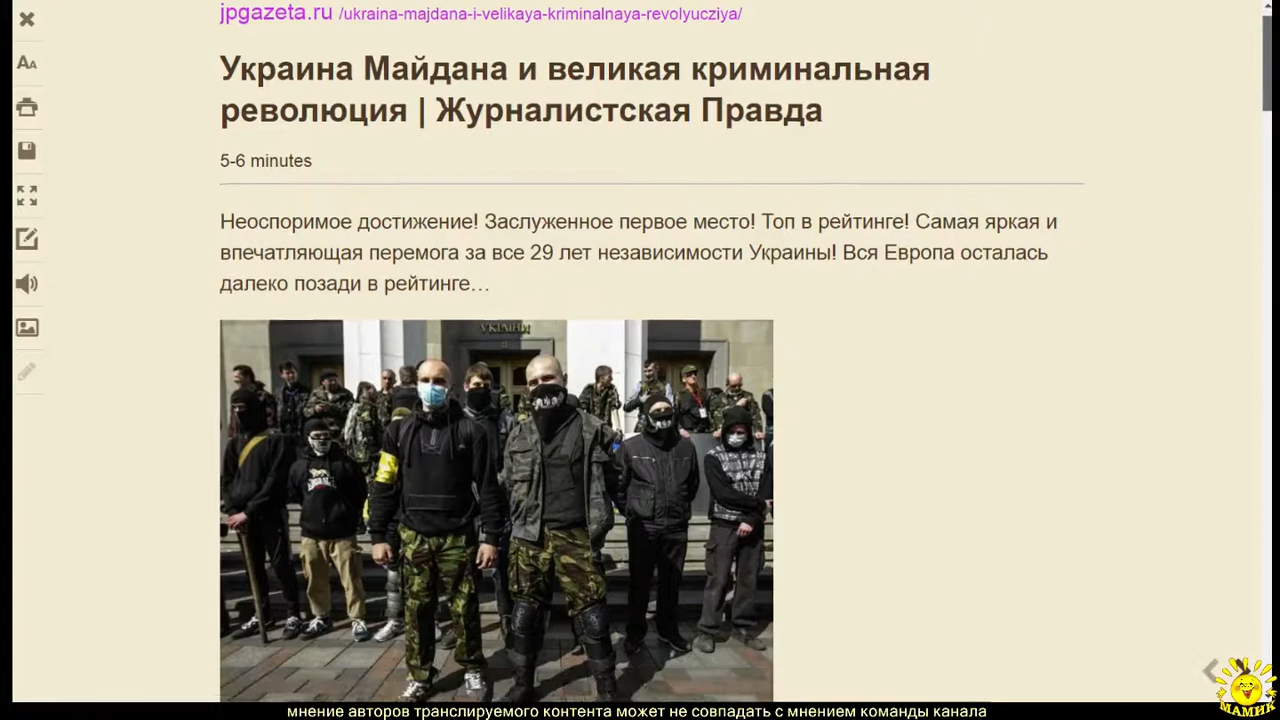 jpgazeta.ru /ukraina-majdana-i-velikaya-kriminalnaya-revolyucziya/
Украина Майдана и великая криминальная
революция | Журналистская Правда
5-6 minutes
Неоспоримое достижение! Заслуженное первое место! Топ в рейтинге! Самая яркая и
впечатляющая перемога за все 29 лет независимости Украины! Вся Европа осталась
далеко позади в рейтинге…
УКРАЇНИ
МАМИК
мнение авторов транслируемого контента может не совпадать с мнением команды канала